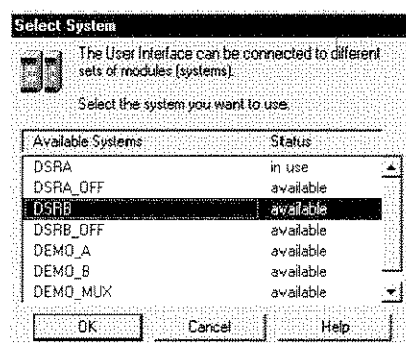 Select System
The User Interface can be connected to different
sets of modules (systems).
Select the system you want to use.
Available Systems Status
DSRA in use
DSRA_OFF available
DSRB available
DSRB_OFF available
DEMO_A available
DEMO_B available
DEMO_MUX available
OK Cancel Help